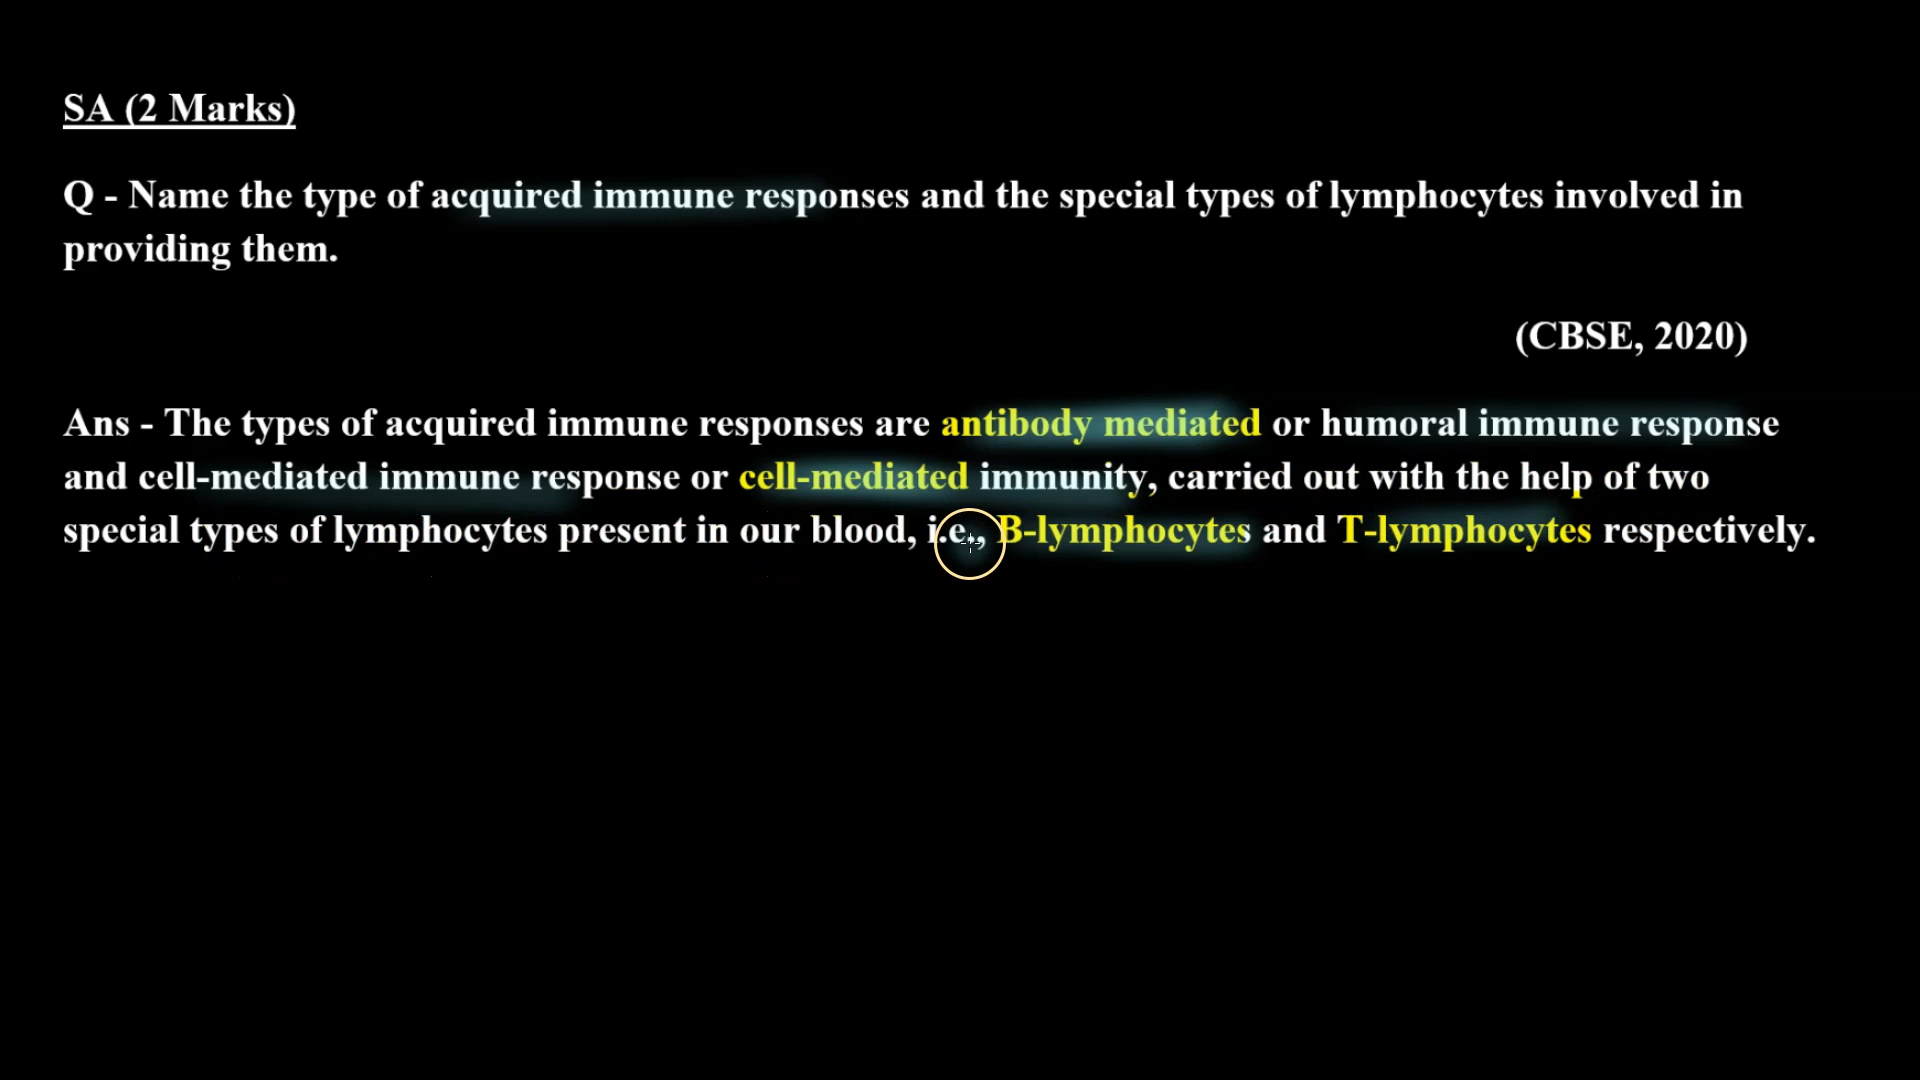 SA (2 Marks)
Q - Name the type of acquired immune responses and the special types of lymphocytes involved in
providing them.
(CBSE, 2020)
Ans - The types of acquired immune responses are antibody mediated or humoral immune response
and cell-mediated immune response or cell-mediated immunity, carried out with the help of two
special types of lymphocytes present in our blood, i.e., B-lymphocytes and T-lymphocytes respectively.